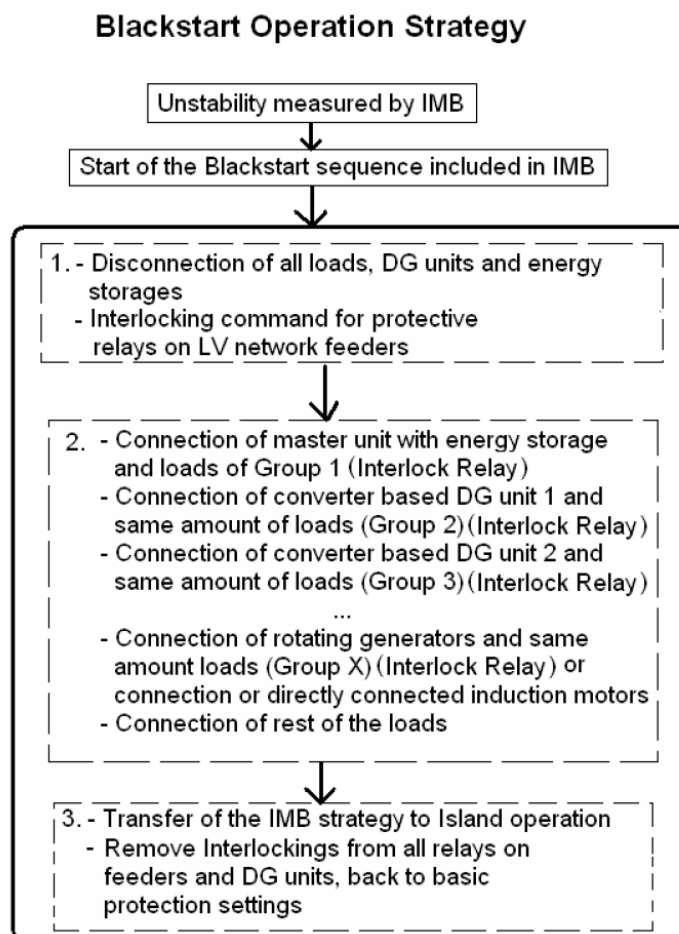 Blackstart Operation Strategy
Unstability measured by IMB
Start of the Blackstart sequence included in IMB
1. - Disconnection of all loads, DG units and energy
storages
- Interlocking command for protective
relays on LV network feeders
2. - Connection of master unit with energy storage
and loads of Group 1 (Interlock Relay)
- Connection of converter based DG unit 1 and
same amount of loads (Group 2) (Interlock Relay)
- Connection of converter based DG unit 2 and
same amount of loads (Group 3) (Interlock Relay)
...
- Connection of rotating generators and same
amount loads (Group X) (Interlock Relay) or
connection or directly connected induction motors
- Connection of rest of the loads
3. - Transfer of the IMB strategy to Island operation
- Remove Interlockings from all relays on
feeders and DG units, back to basic
protection settings